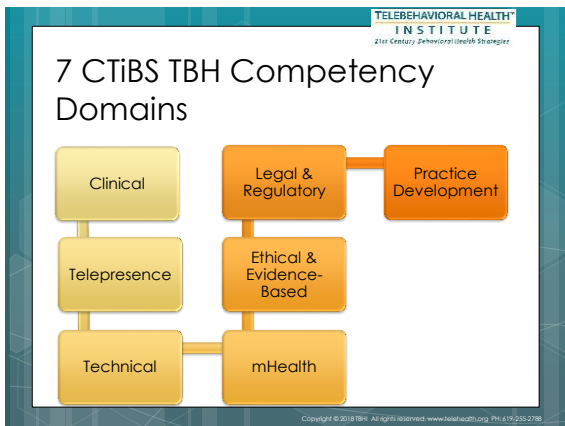 TELEBEHAVIORAL HEALTH™
INSTITUTE
21st Century Behavioral Health Strategies
7 CTiBS TBH Competency
Domains
Clinical
Telepresence
Technical
mHealth
Ethical &
Evidence-
Based
Legal &
Regulatory
Practice
Development
Copyright © 2018 TBHI All rights reserved. www.telehealth.org PH: 619-255-2788